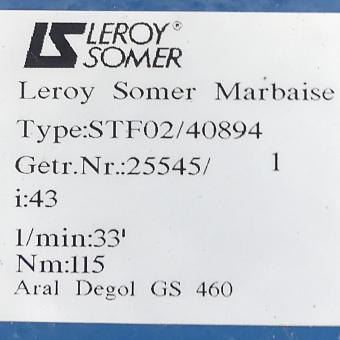 LEROY®
SOMER
Leroy Somer Marbaise
Type:STF02/40894
Getr.Nr.:25545/ 1
i:43
1/min:33'
Nm:115
Aral Degol GS 460